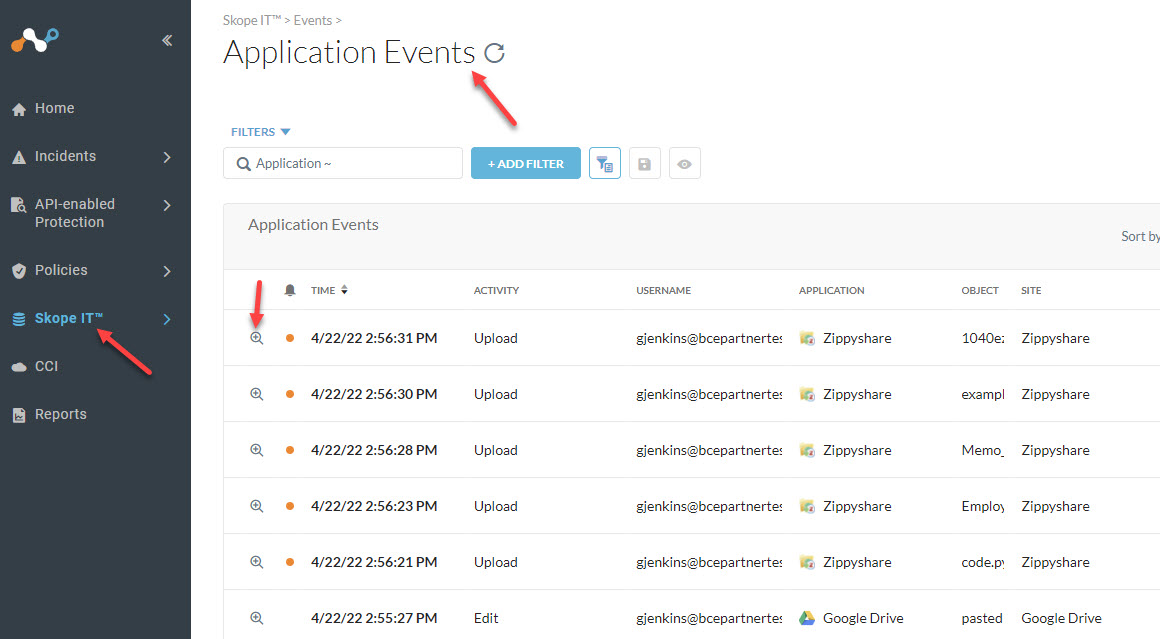 Skope IT™ > Events >
Application Events
Home
Incidents
API-enabled
Protection
Policies
Skope IT™
CCI
Reports
FILTERS
Application ~
+ ADD FILTER
Application Events
Sort by
TIME ACTIVITY USERNAME APPLICATION OBJECT SITE
4/22/22 2:56:31 PM Upload gjenkins@bcepartnertes Zippyshare 1040ez Zippyshare
4/22/22 2:56:30 PM Upload gjenkins@bcepartnertes Zippyshare exampl Zippyshare
4/22/22 2:56:28 PM Upload gjenkins@bcepartnertes Zippyshare Memo_ Zippyshare
4/22/22 2:56:23 PM Upload gjenkins@bcepartnertes Zippyshare Employ Zippyshare
4/22/22 2:56:21 PM Upload gjenkins@bcepartnertes Zippyshare code.py Zippyshare
4/22/22 2:55:27 PM Edit gjenkins@bcepartnertes Google Drive pasted Google Drive